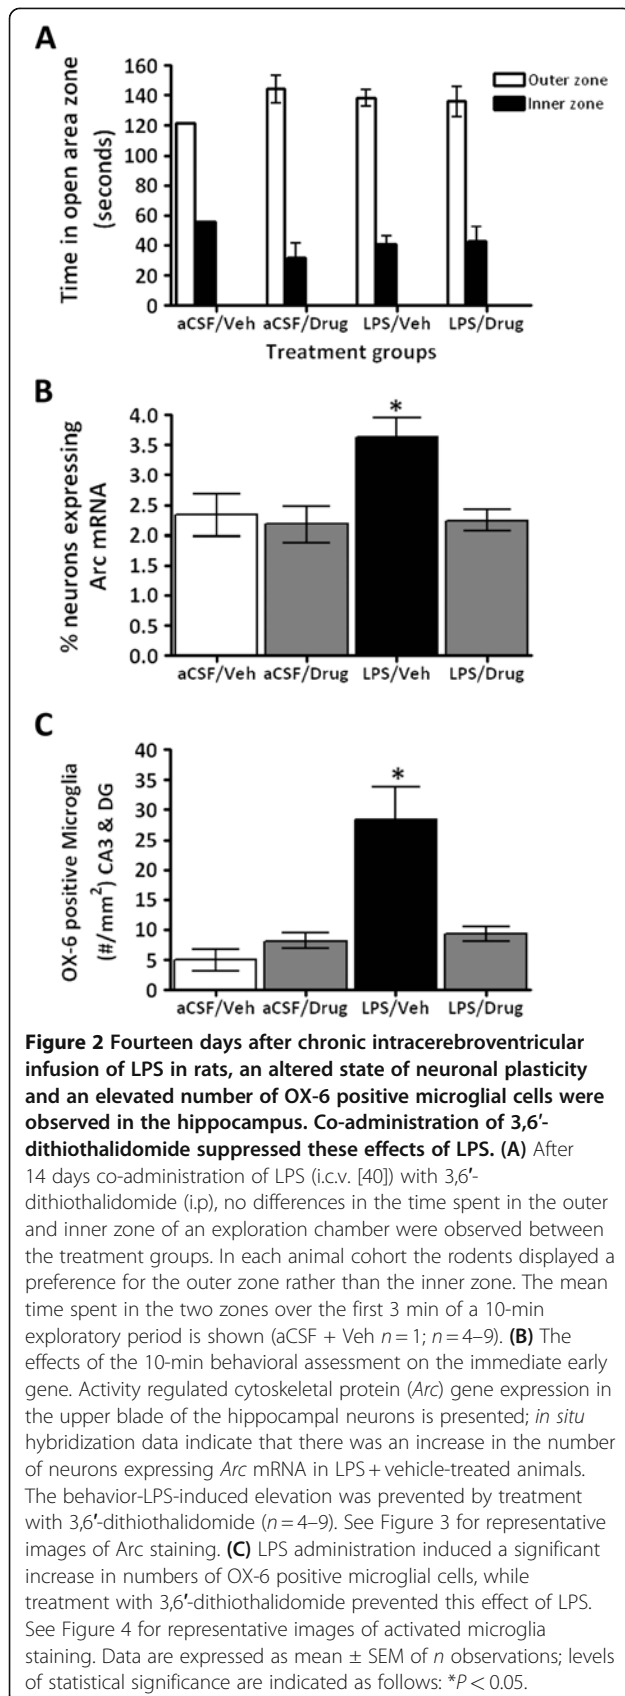 A
160
140
120
100
80
60
40
20
0
Time in open area zone
(seconds)
Outer zone
Inner zone
aCSF/Veh aCSF/Drug LPS/Veh LPS/Drug
Treatment groups
B
4.0
3.5
3.0
2.5
2.0
1.5
1.0
0.5
0.0
% neurons expressing
Arc mRNA
*
aCSF/Veh aCSF/Drug LPS/Veh LPS/Drug
C
40
35
30
25
20
15
10
5
0
OX-6 positive Microglia
(#/mm²) CA3 & DG
*
aCSF/Veh aCSF/Drug LPS/Veh LPS/Drug
Figure 2 Fourteen days after chronic intracerebroventricular
infusion of LPS in rats, an altered state of neuronal plasticity
and an elevated number of OX-6 positive microglial cells were
observed in the hippocampus. Co-administration of 3,6′-
dithiothalidomide suppressed these effects of LPS. (A) After
14 days co-administration of LPS (i.c.v. [40]) with 3,6′-
dithiothalidomide (i.p), no differences in the time spent in the outer
and inner zone of an exploration chamber were observed between
the treatment groups. In each animal cohort the rodents displayed a
preference for the outer zone rather than the inner zone. The mean
time spent in the two zones over the first 3 min of a 10-min
exploratory period is shown (aCSF + Veh n = 1; n = 4–9). (B) The
effects of the 10-min behavioral assessment on the immediate early
gene. Activity regulated cytoskeletal protein (Arc) gene expression in
the upper blade of the hippocampal neurons is presented; in situ
hybridization data indicate that there was an increase in the number
of neurons expressing Arc mRNA in LPS + vehicle-treated animals.
The behavior-LPS-induced elevation was prevented by treatment
with 3,6′-dithiothalidomide (n = 4–9). See Figure 3 for representative
images of Arc staining. (C) LPS administration induced a significant
increase in numbers of OX-6 positive microglial cells, while
treatment with 3,6′-dithiothalidomide prevented this effect of LPS.
See Figure 4 for representative images of activated microglia
staining. Data are expressed as mean ± SEM of n observations; levels
of statistical significance are indicated as follows: *P < 0.05.